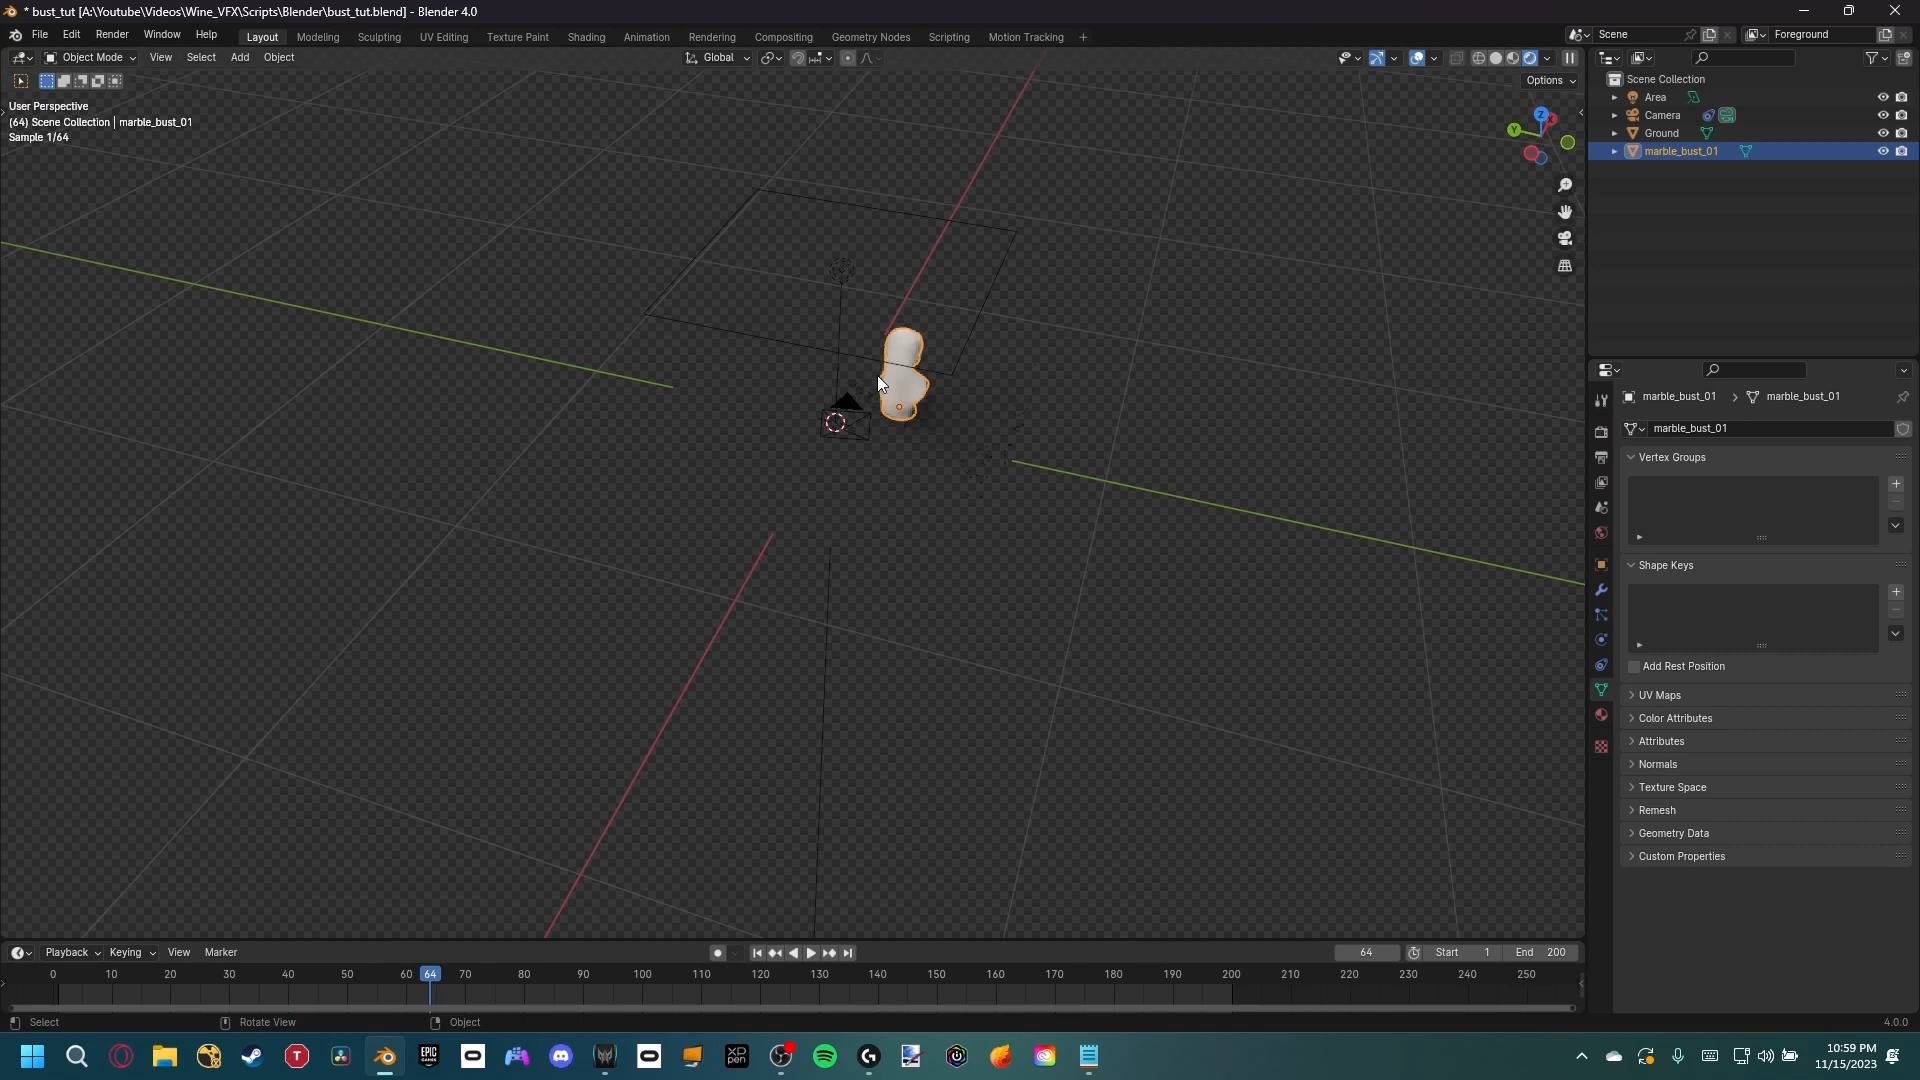 * bust_tut [A:\Youtube\Videos\Wine_VFX\Scripts\Blender\bust_tut.blend] - Blender 4.0
File Edit Render Window Help Layout Modeling Sculpting UV Editing Texture Paint Shading Animation Rendering Compositing Geometry Nodes Scripting Motion Tracking +
Scene
Foreground
Object Mode View Select Add Object
Global
Options
User Perspective
(64) Scene Collection | marble_bust_01
Sample 1/64
Z
Y
X
Scene Collection
Area
Camera
Ground
marble_bust_01
marble_bust_01 > marble_bust_01
marble_bust_01
Vertex Groups
Shape Keys
Add Rest Position
UV Maps
Color Attributes
Attributes
Normals
Texture Space
Remesh
Geometry Data
Custom Properties
Playback Keying View Marker
64 Start 1 End 200
0 10 20 30 40 50 60 64 70 80 90 100 110 120 130 140 150 160 170 180 190 200 210 220 230 240 250
Select Rotate View Object
4.0.0
T
EPIC GAMES
XD pen
10:59 PM
11/15/2023